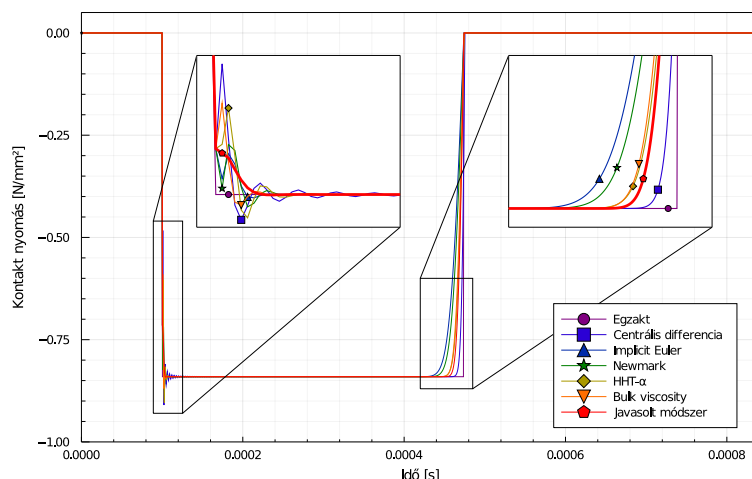 0.00
−0.25
−0.50
−0.75
−1.00
Kontakt nyomás [N/mm²]
Egzakt
Centrális differencia
Implicit Euler
Newmark
HHT-α
Bulk viscosity
Javasolt módszer
0.0000
0.0002
0.0004
0.0006
0.0008
Idő [s]